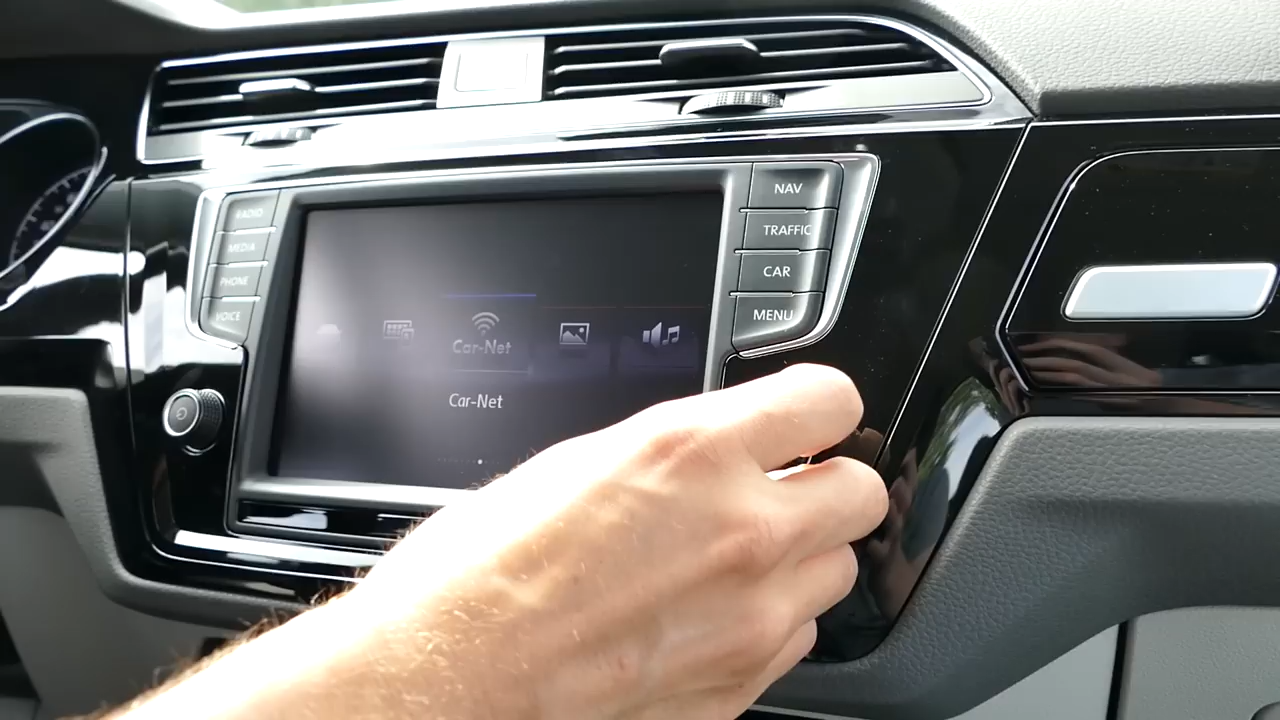 RADIO
MEDIA
PHONE
VOICE
NAV
TRAFFIC
CAR
MENU
Car-Net
Car-Net